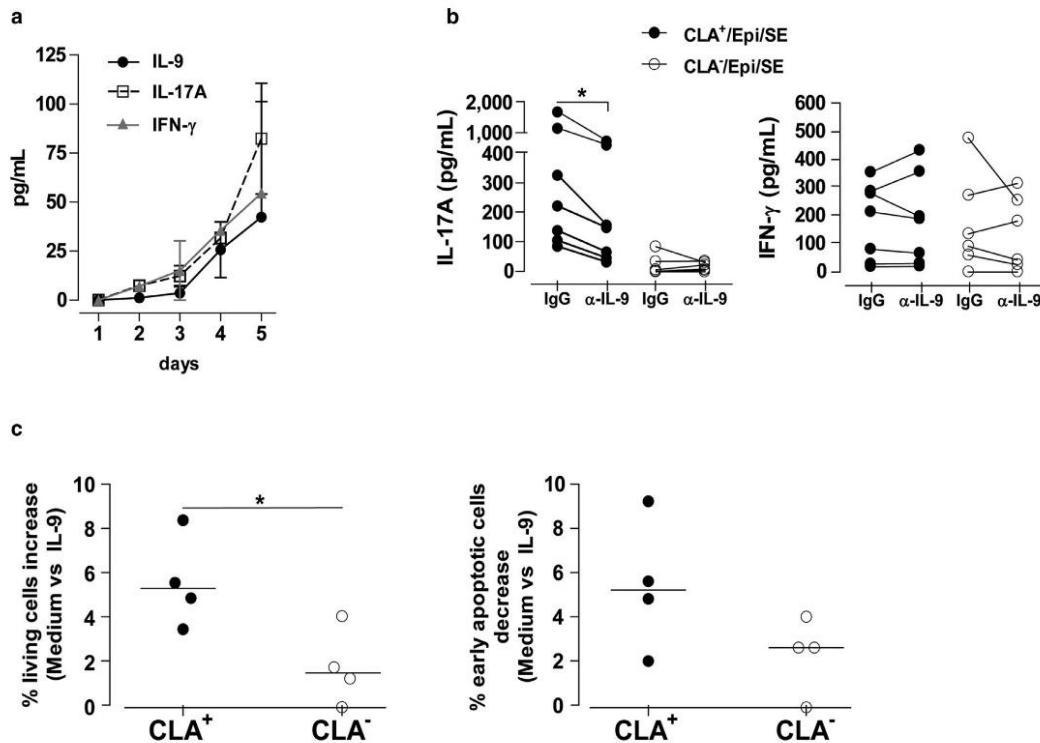 a
125
100
75
50
25
0
pg/mL
IL-9
IL-17A
IFN-γ
1 2 3 4 5
days
b
CLA+/Epi/SE
CLA-/Epi/SE
*
2,000
1,000
400
300
200
100
0
IL-17A (pg/mL)
IgG α-IL-9 IgG α-IL-9
600
500
400
300
200
100
0
IFN-γ (pg/mL)
IgG α-IL-9 IgG α-IL-9
c
10
8
6
4
2
0
% living cells increase
(Medium vs IL-9)
*
CLA+ CLA-
10
8
6
4
2
0
% early apoptotic cells
decrease
(Medium vs IL-9)
CLA+ CLA-